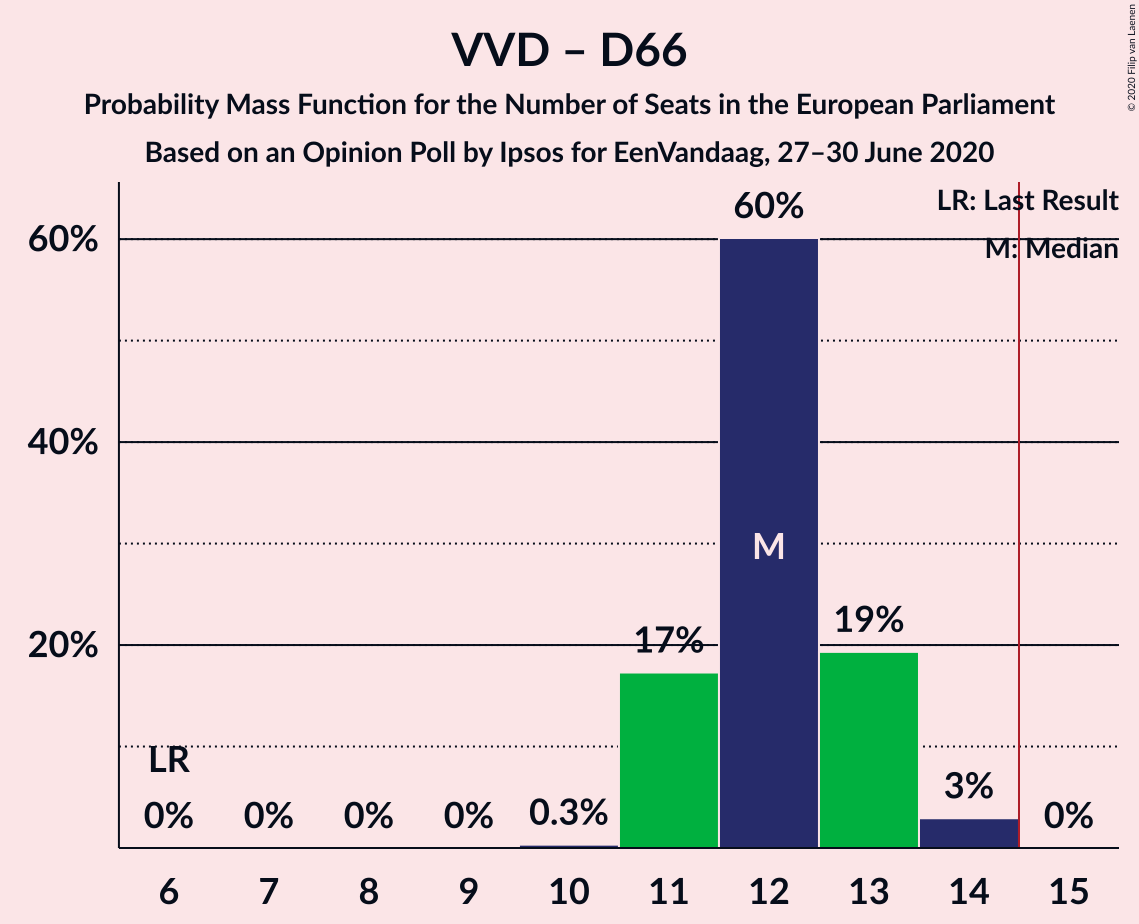 VVD – D66
Probability Mass Function for the Number of Seats in the European Parliament
Based on an Opinion Poll by Ipsos for EenVandaag, 27–30 June 2020
© 2020 Filip van Laenen
LR: Last Result
M: Median
60%
40%
20%
LR
0%
0%
0%
0%
0.3%
17%
60%
M
19%
3%
0%
6 7 8 9 10 11 12 13 14 15